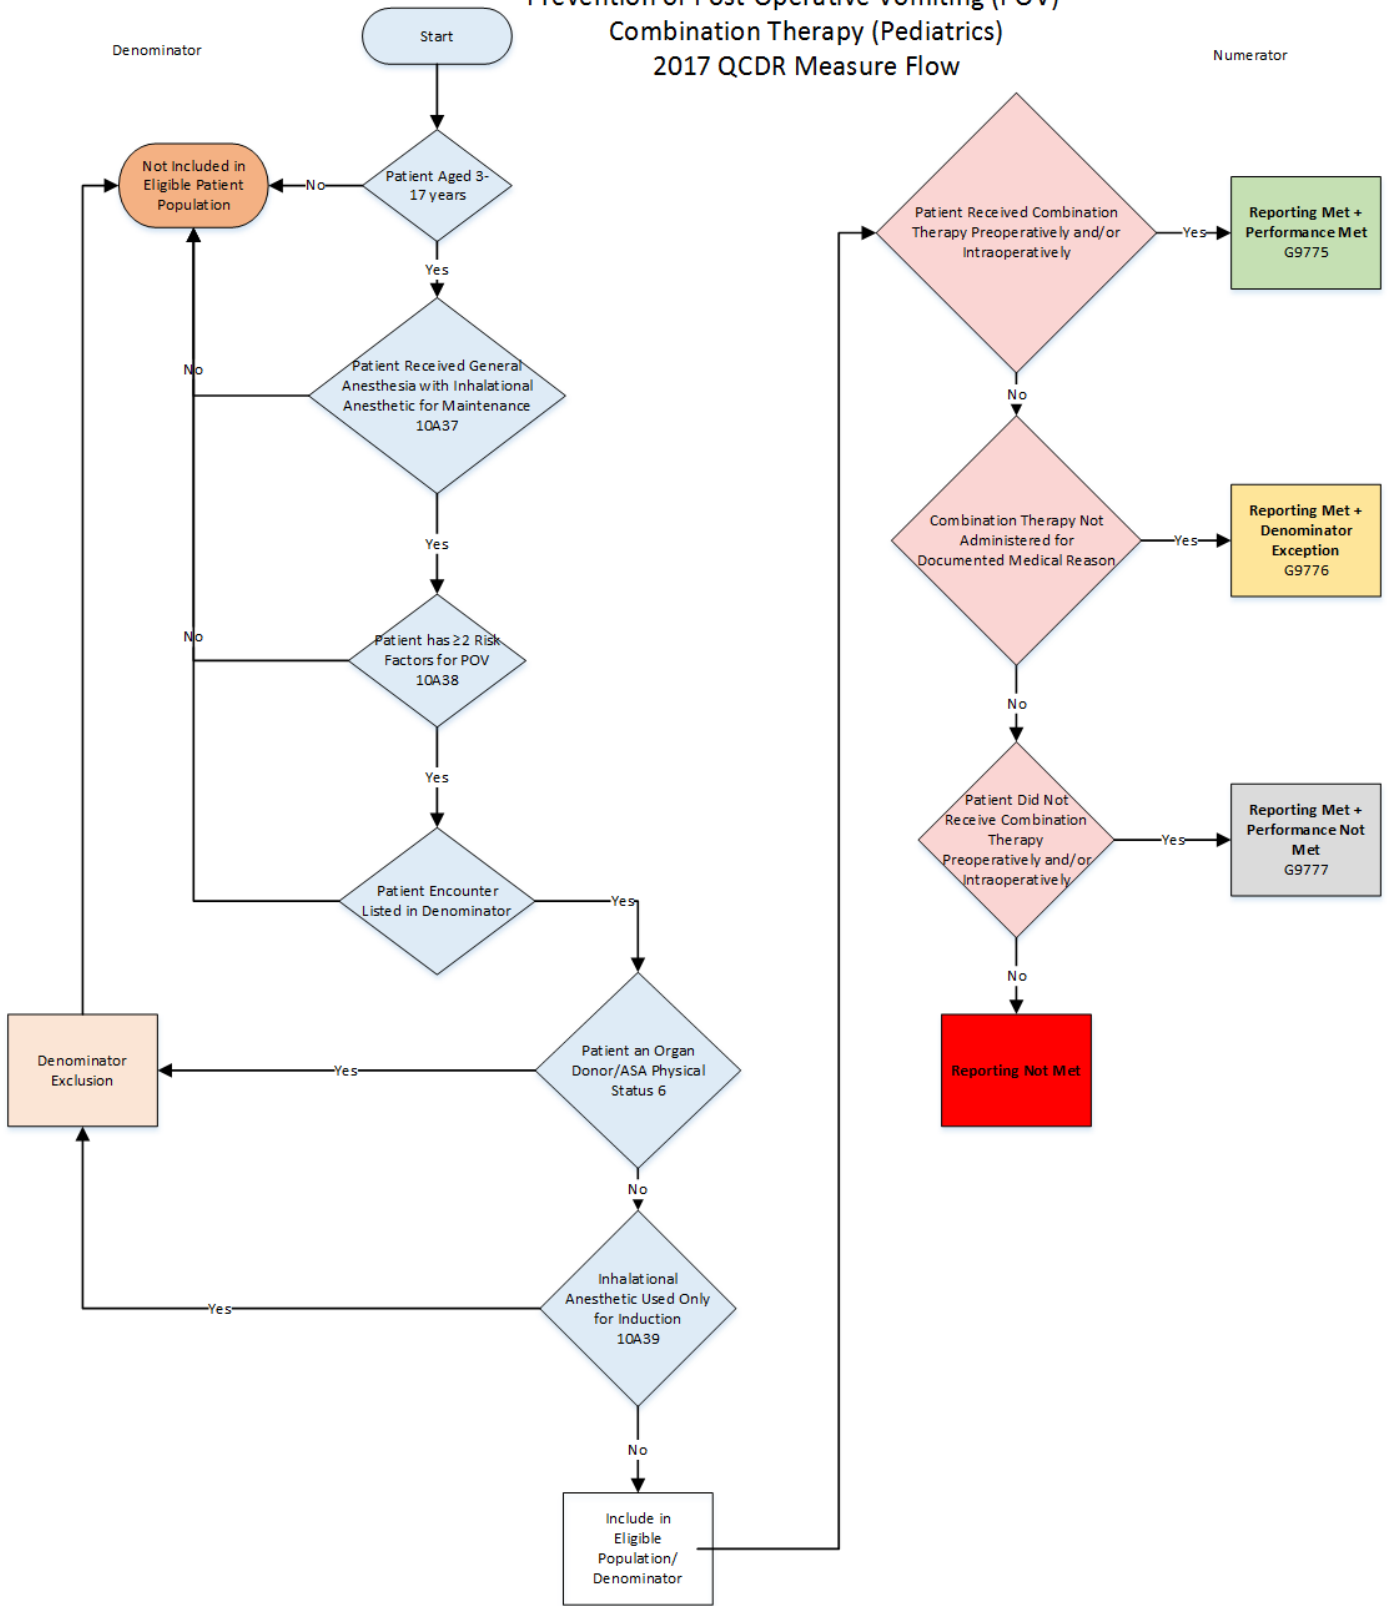 Prevention of Post-Operative Vomiting (POV)
Combination Therapy (Pediatrics)
2017 QCDR Measure Flow
Denominator
Numerator
Start
Patient Aged 3-
17 years
No
Not Included in
Eligible Patient
Population
Yes
Patient Received General
Anesthesia with Inhalational
Anesthetic for Maintenance
10A37
No
Yes
Patient has ≥2 Risk
Factors for POV
10A38
No
Yes
Patient Encounter
Listed in Denominator
Yes
Patient an Organ
Donor/ASA Physical
Status 6
Yes
Denominator
Exclusion
No
Inhalational
Anesthetic Used Only
for Induction
10A39
Yes
No
Include in
Eligible
Population/
Denominator
Patient Received Combination
Therapy Preoperatively and/or
Intraoperatively
Yes
Reporting Met +
Performance Met
G9775
No
Combination Therapy Not
Administered for
Documented Medical Reason
Yes
Reporting Met +
Denominator
Exception
G9776
No
Patient Did Not
Receive Combination
Therapy
Preoperatively and/or
Intraoperatively
Yes
Reporting Met +
Performance Not
Met
G9777
No
Reporting Not Met